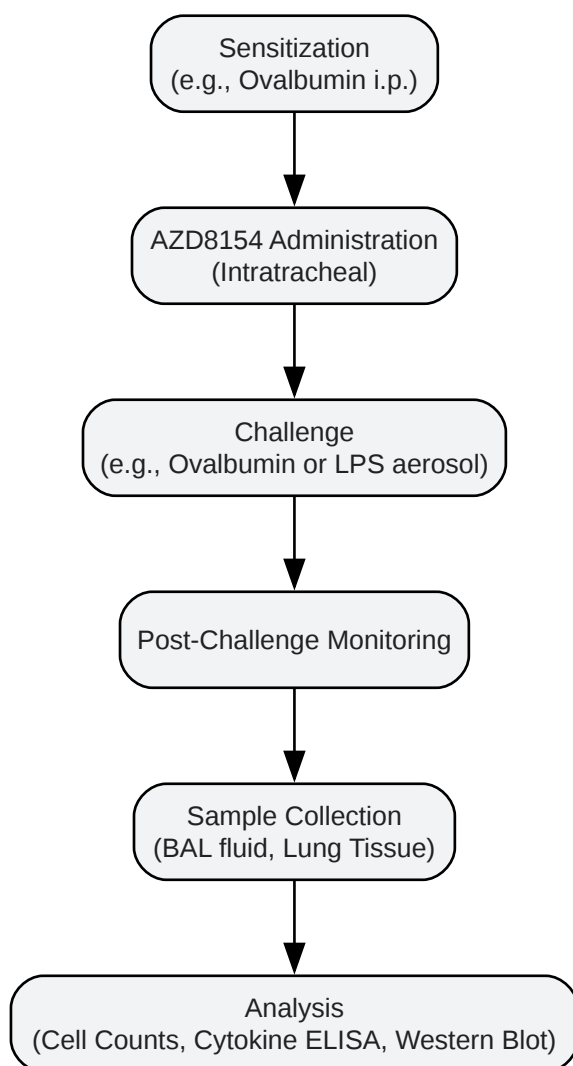 Sensitization
(e.g., Ovalbumin i.p.)
AZD8154 Administration
(Intratracheal)
Challenge
(e.g., Ovalbumin or LPS aerosol)
Post-Challenge Monitoring
Sample Collection
(BAL fluid, Lung Tissue)
Analysis
(Cell Counts, Cytokine ELISA, Western Blot)